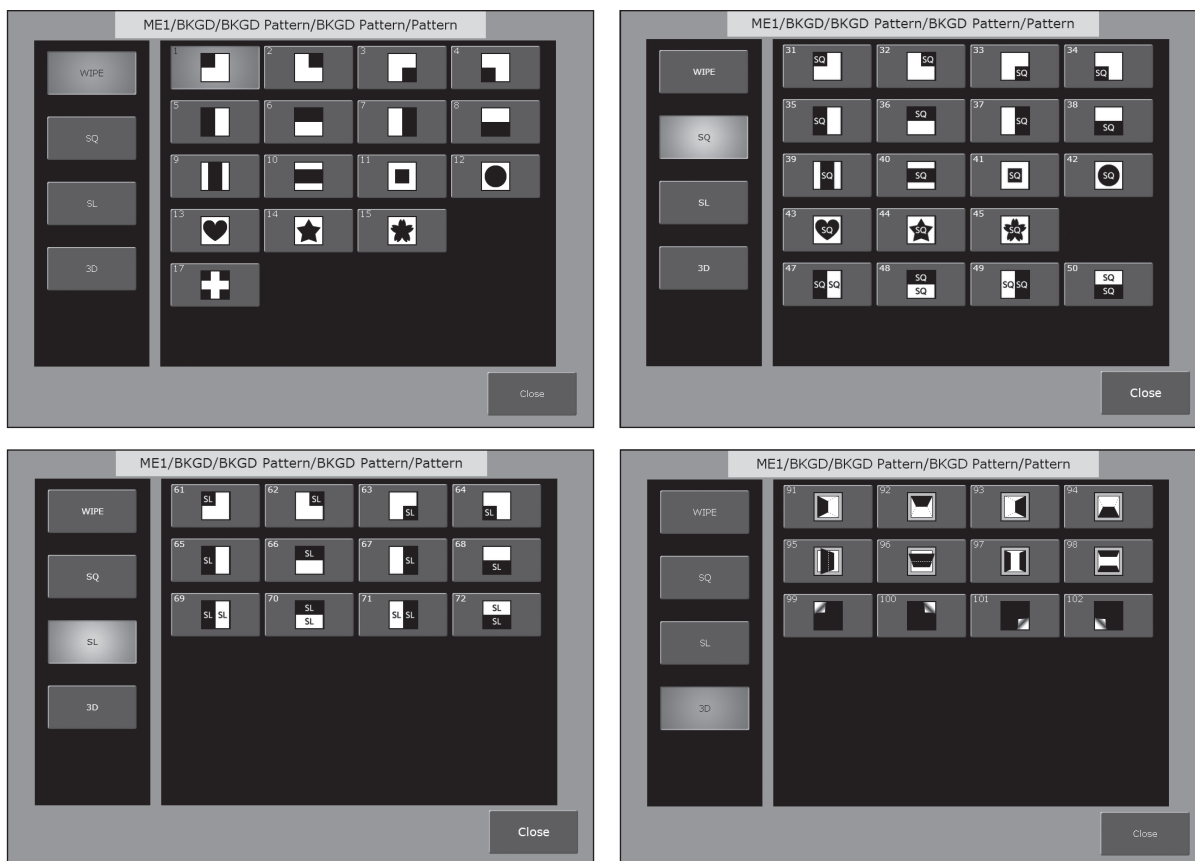 ME1/BKGD/BKGD Pattern/BKGD Pattern/Pattern
WIPE
SQ
SL
3D
1 2 3 4
5 6 7 8
9 10 11 12
13 14 15
17
Close
ME1/BKGD/BKGD Pattern/BKGD Pattern/Pattern
WIPE
SQ
SL
3D
31 32 33 34
SQ SQ SQ SQ
35 36 37 38
SQ SQ SQ SQ
39 40 41 42
SQ SQ SQ SQ
43 44 45
SQ SQ SQ
47 48 49 50
SQ SQ SQ SQ SQ SQ SQ SQ
Close
ME1/BKGD/BKGD Pattern/BKGD Pattern/Pattern
WIPE
SQ
SL
3D
61 62 63 64
SL SL SL SL
65 66 67 68
SL SL SL SL
69 70 71 72
SL SL SL SL SL SL SL SL
Close
ME1/BKGD/BKGD Pattern/BKGD Pattern/Pattern
WIPE
SQ
SL
3D
91 92 93 94
95 96 97 98
99 100 101 102
Close